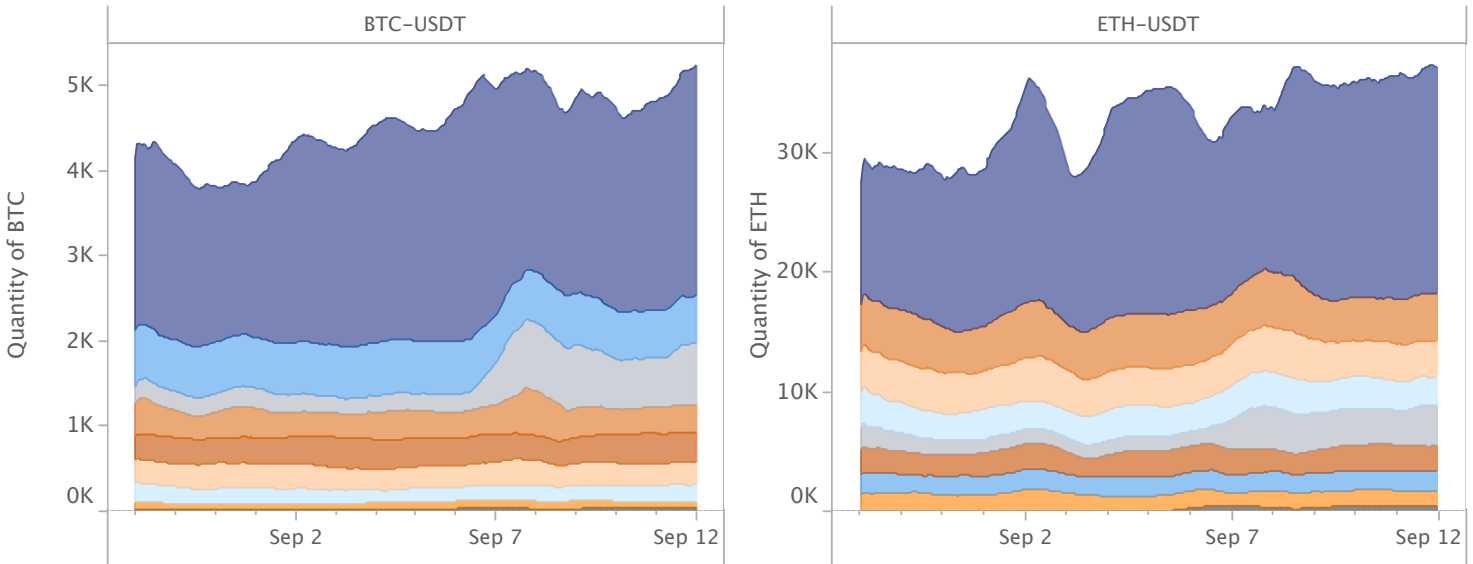 BTC–USDT
ETH–USDT
Quantity of BTC
5K
4K
3K
2K
1K
0K
Sep 2
Sep 7
Sep 12
Quantity of ETH
30K
20K
10K
0K
Sep 2
Sep 7
Sep 12